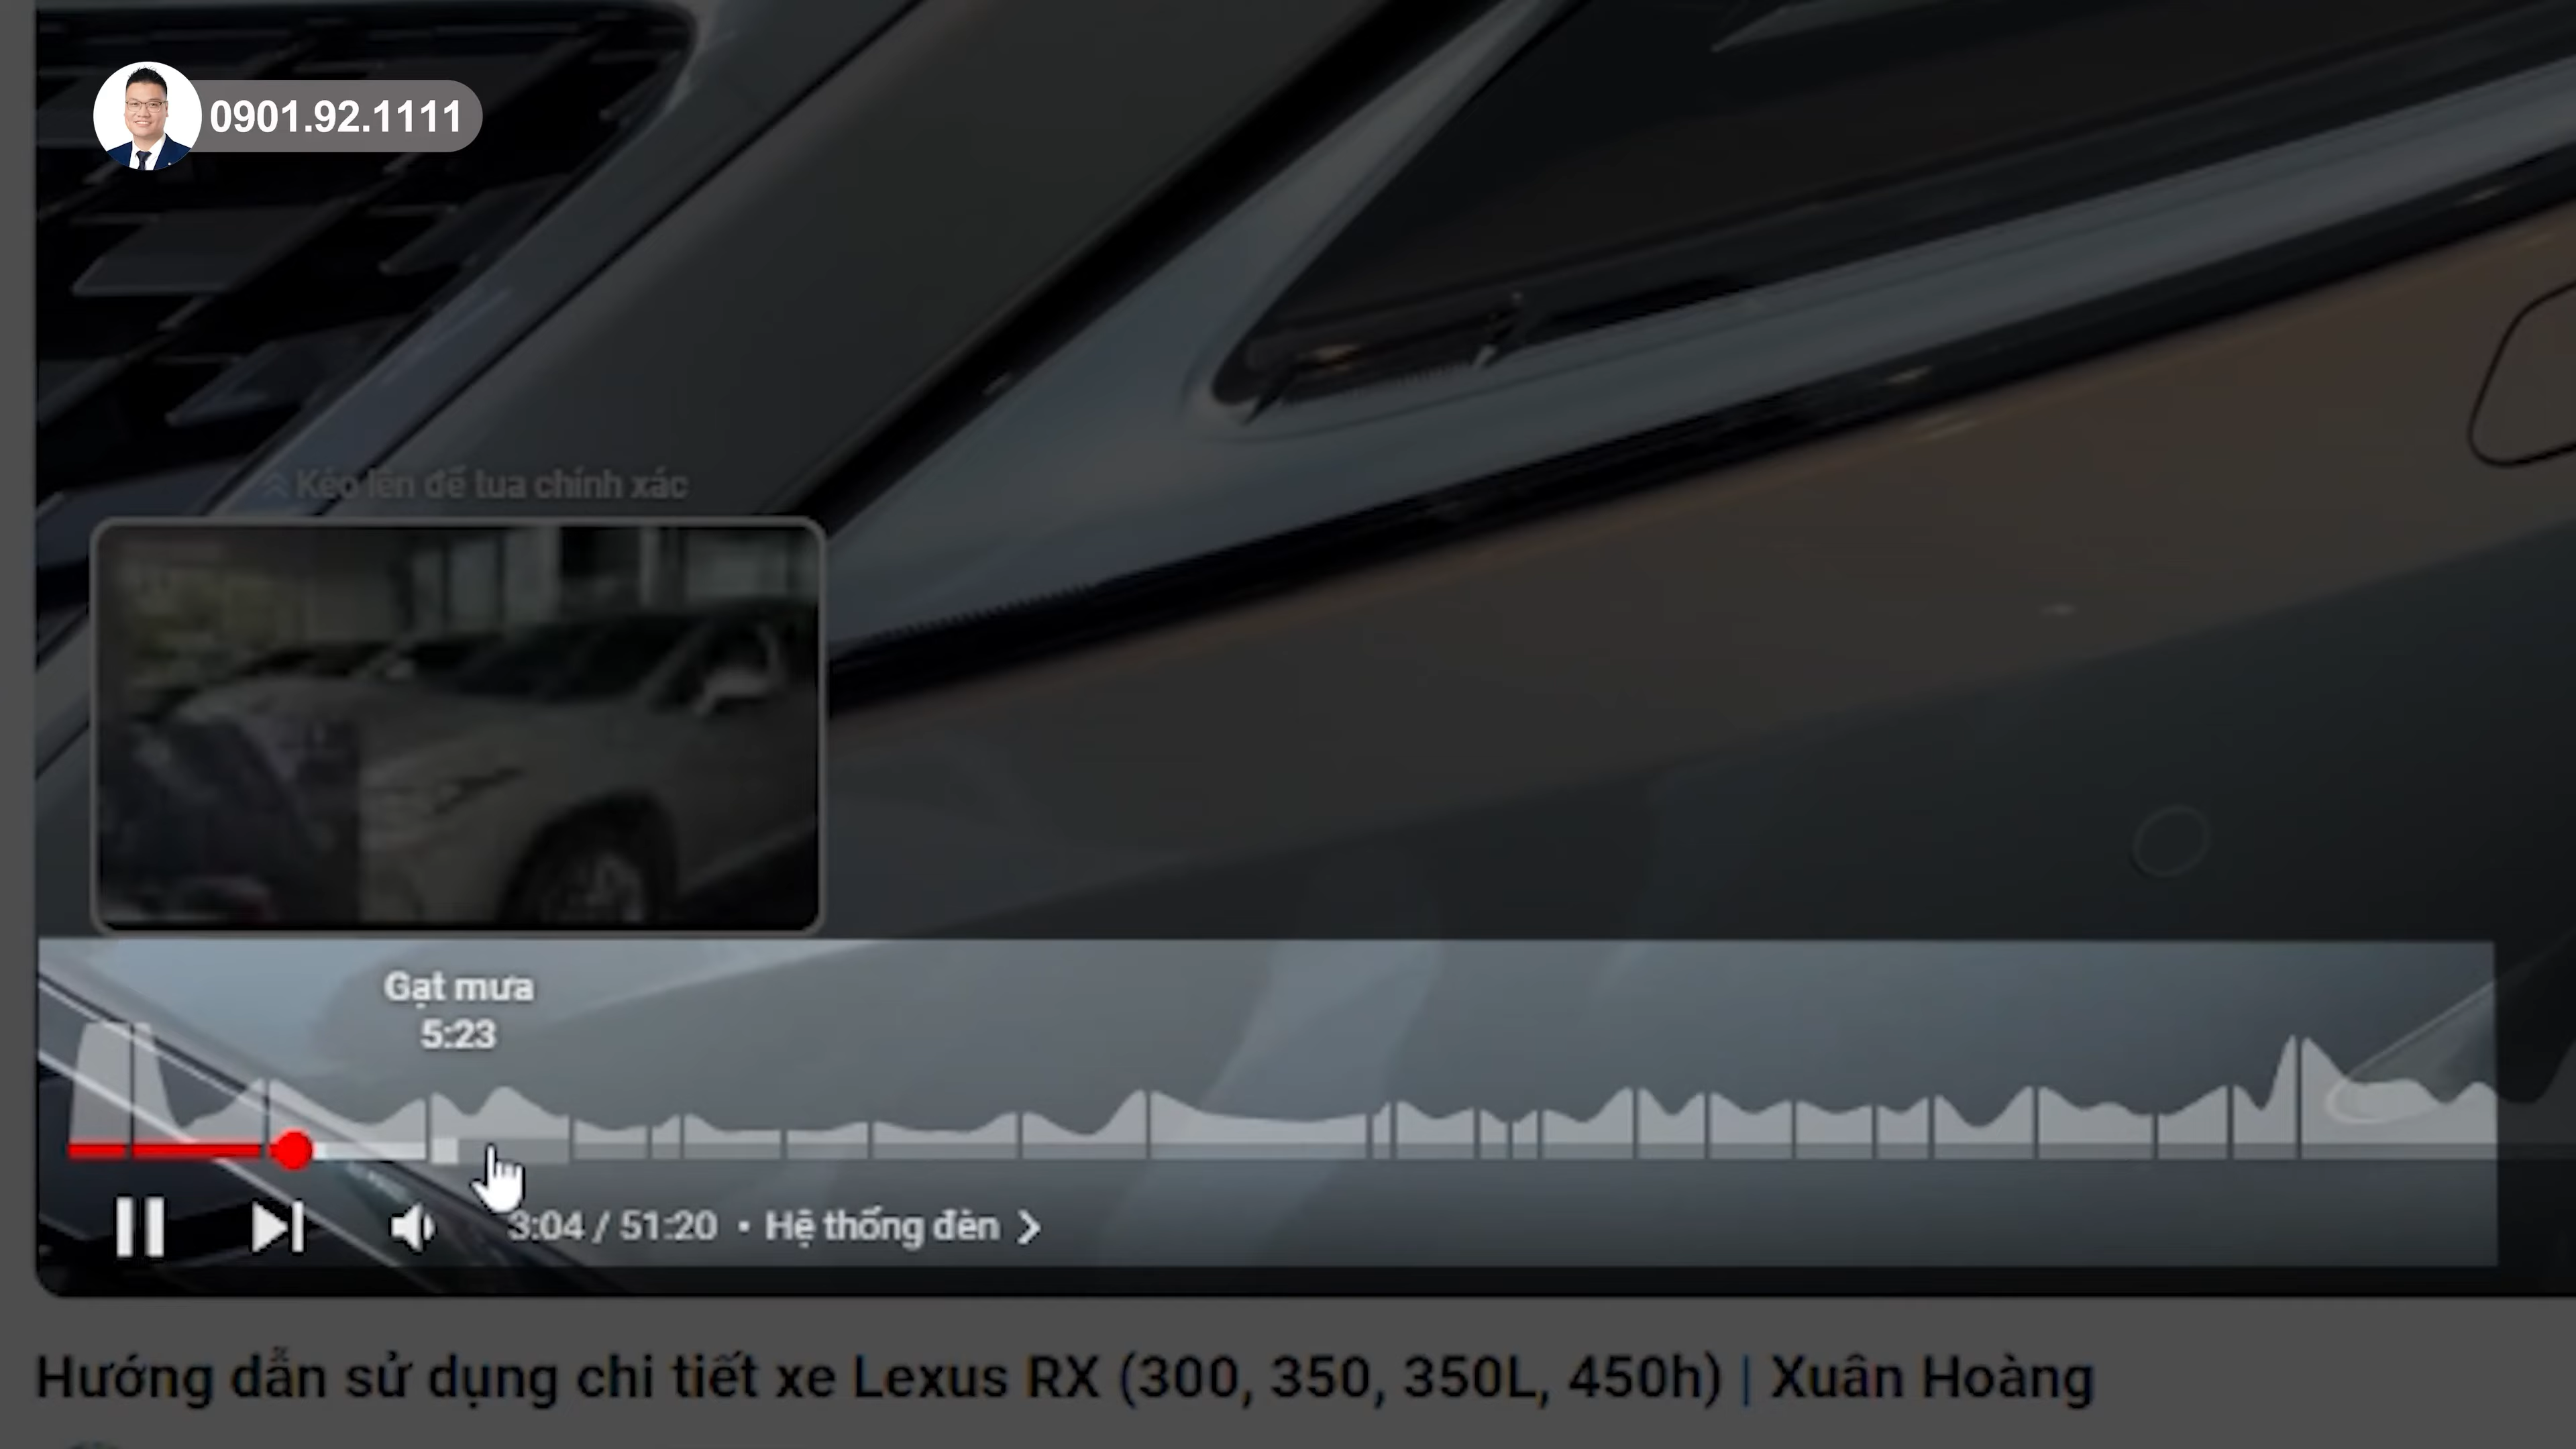 0901.92.1111
Kéo lên để tua chính xác
Gạt mưa
5:23
3:04 / 51:20 • Hệ thống đèn
Hướng dẫn sử dụng chi tiết xe Lexus RX (300, 350, 350L, 450h) | Xuân Hoàng